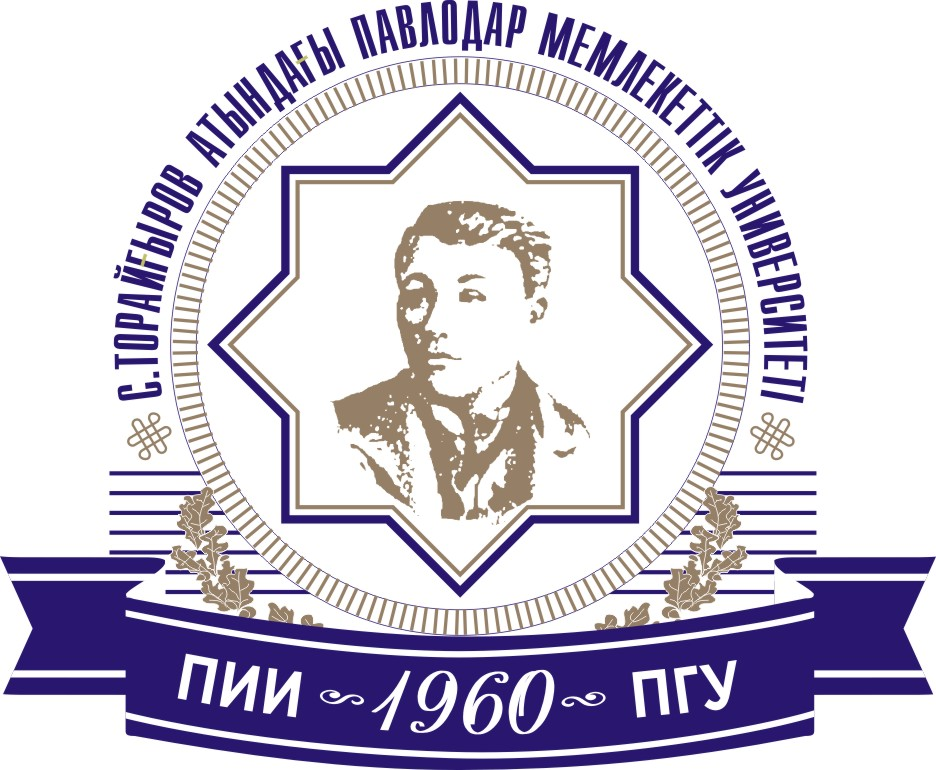 С.ТОРАЙҒЫРОВ АТЫНДАҒЫ ПАВЛОДАР МЕМЛЕКЕТТІК УНИВЕРСИТЕТІ
ПИИ 1960 ПГУ